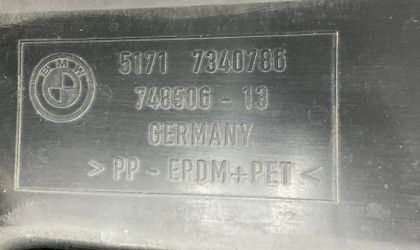 BMW
5171 7340786
748506-13
GERMANY
> PP - EPDM+PET <